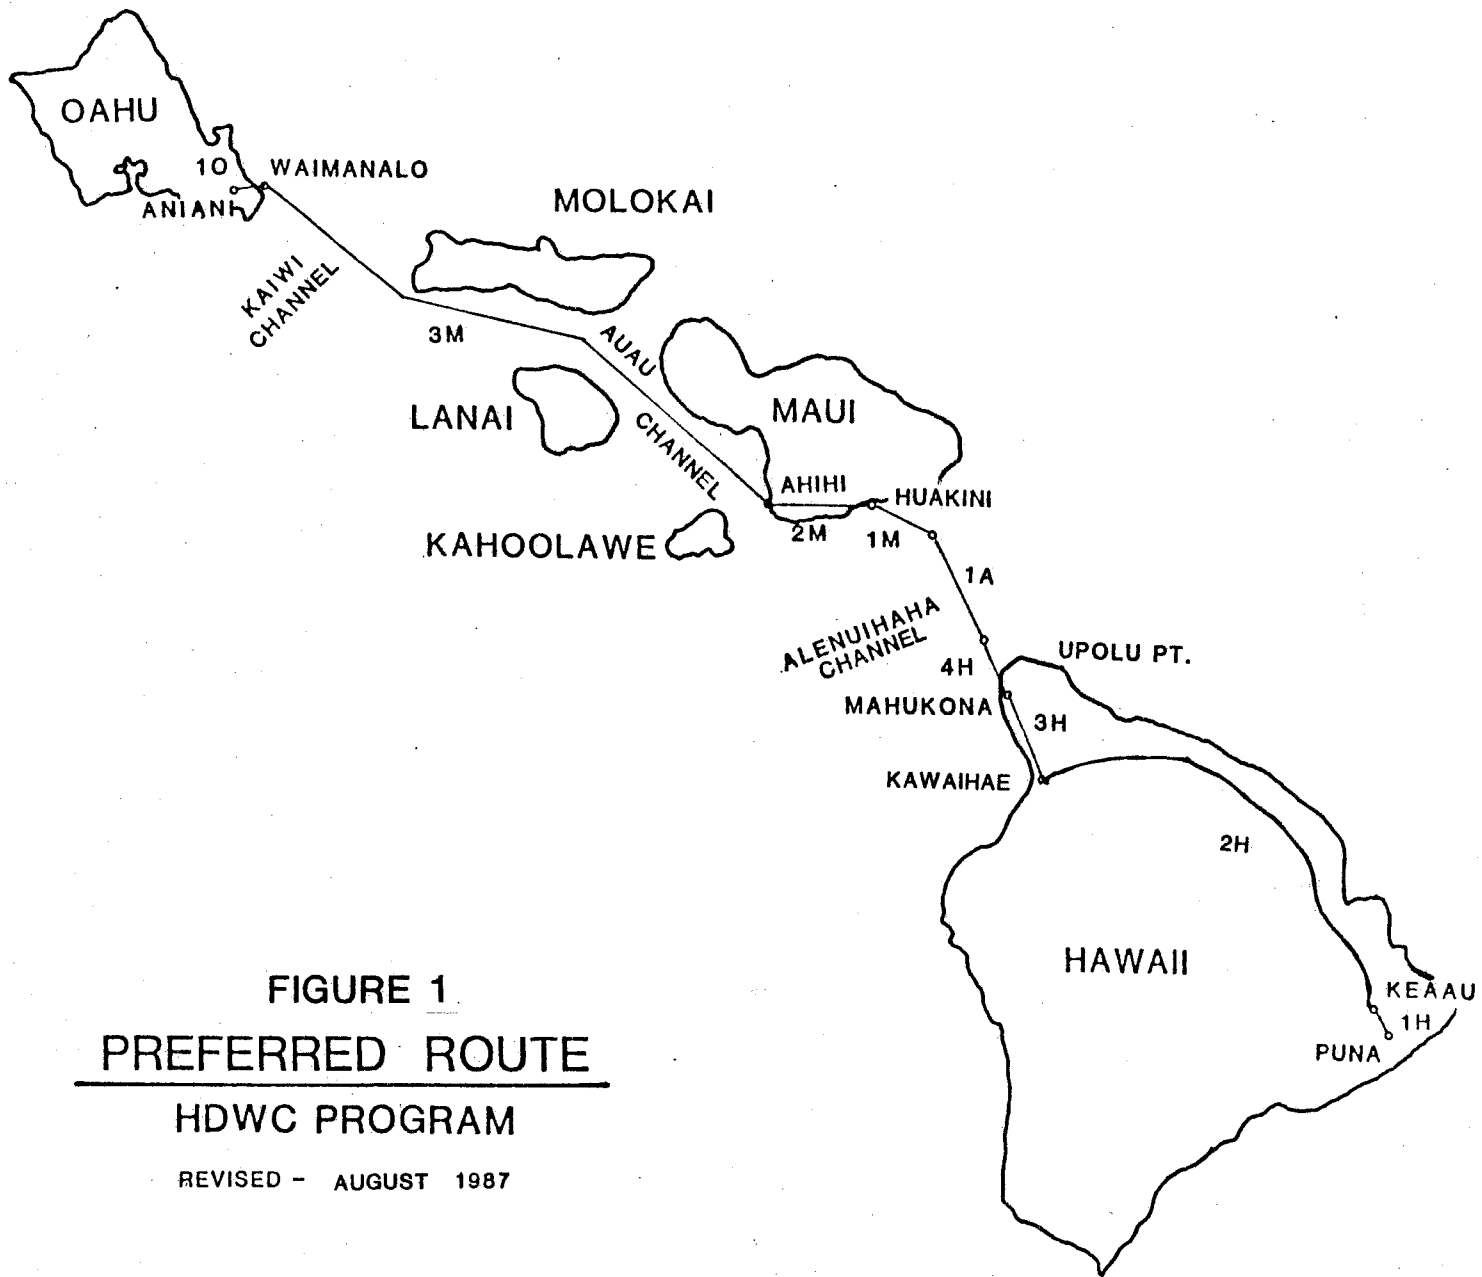 OAHU
10
WAIMANALO
ANIANI
MOLOKAI
KAIWI
CHANNEL
3M
AUAU
CHANNEL
LANAI
MAUI
AHIHI
HUAKINI
KAHOOLAWE
2M
1M
1A
ALENUIHAHA
CHANNEL
4H
UPOLU PT.
MAHUKONA
3H
KAWAIHAE
2H
HAWAII
KEAAU
1H
PUNA
FIGURE 1
PREFERRED ROUTE
HDWC PROGRAM
REVISED - AUGUST 1987